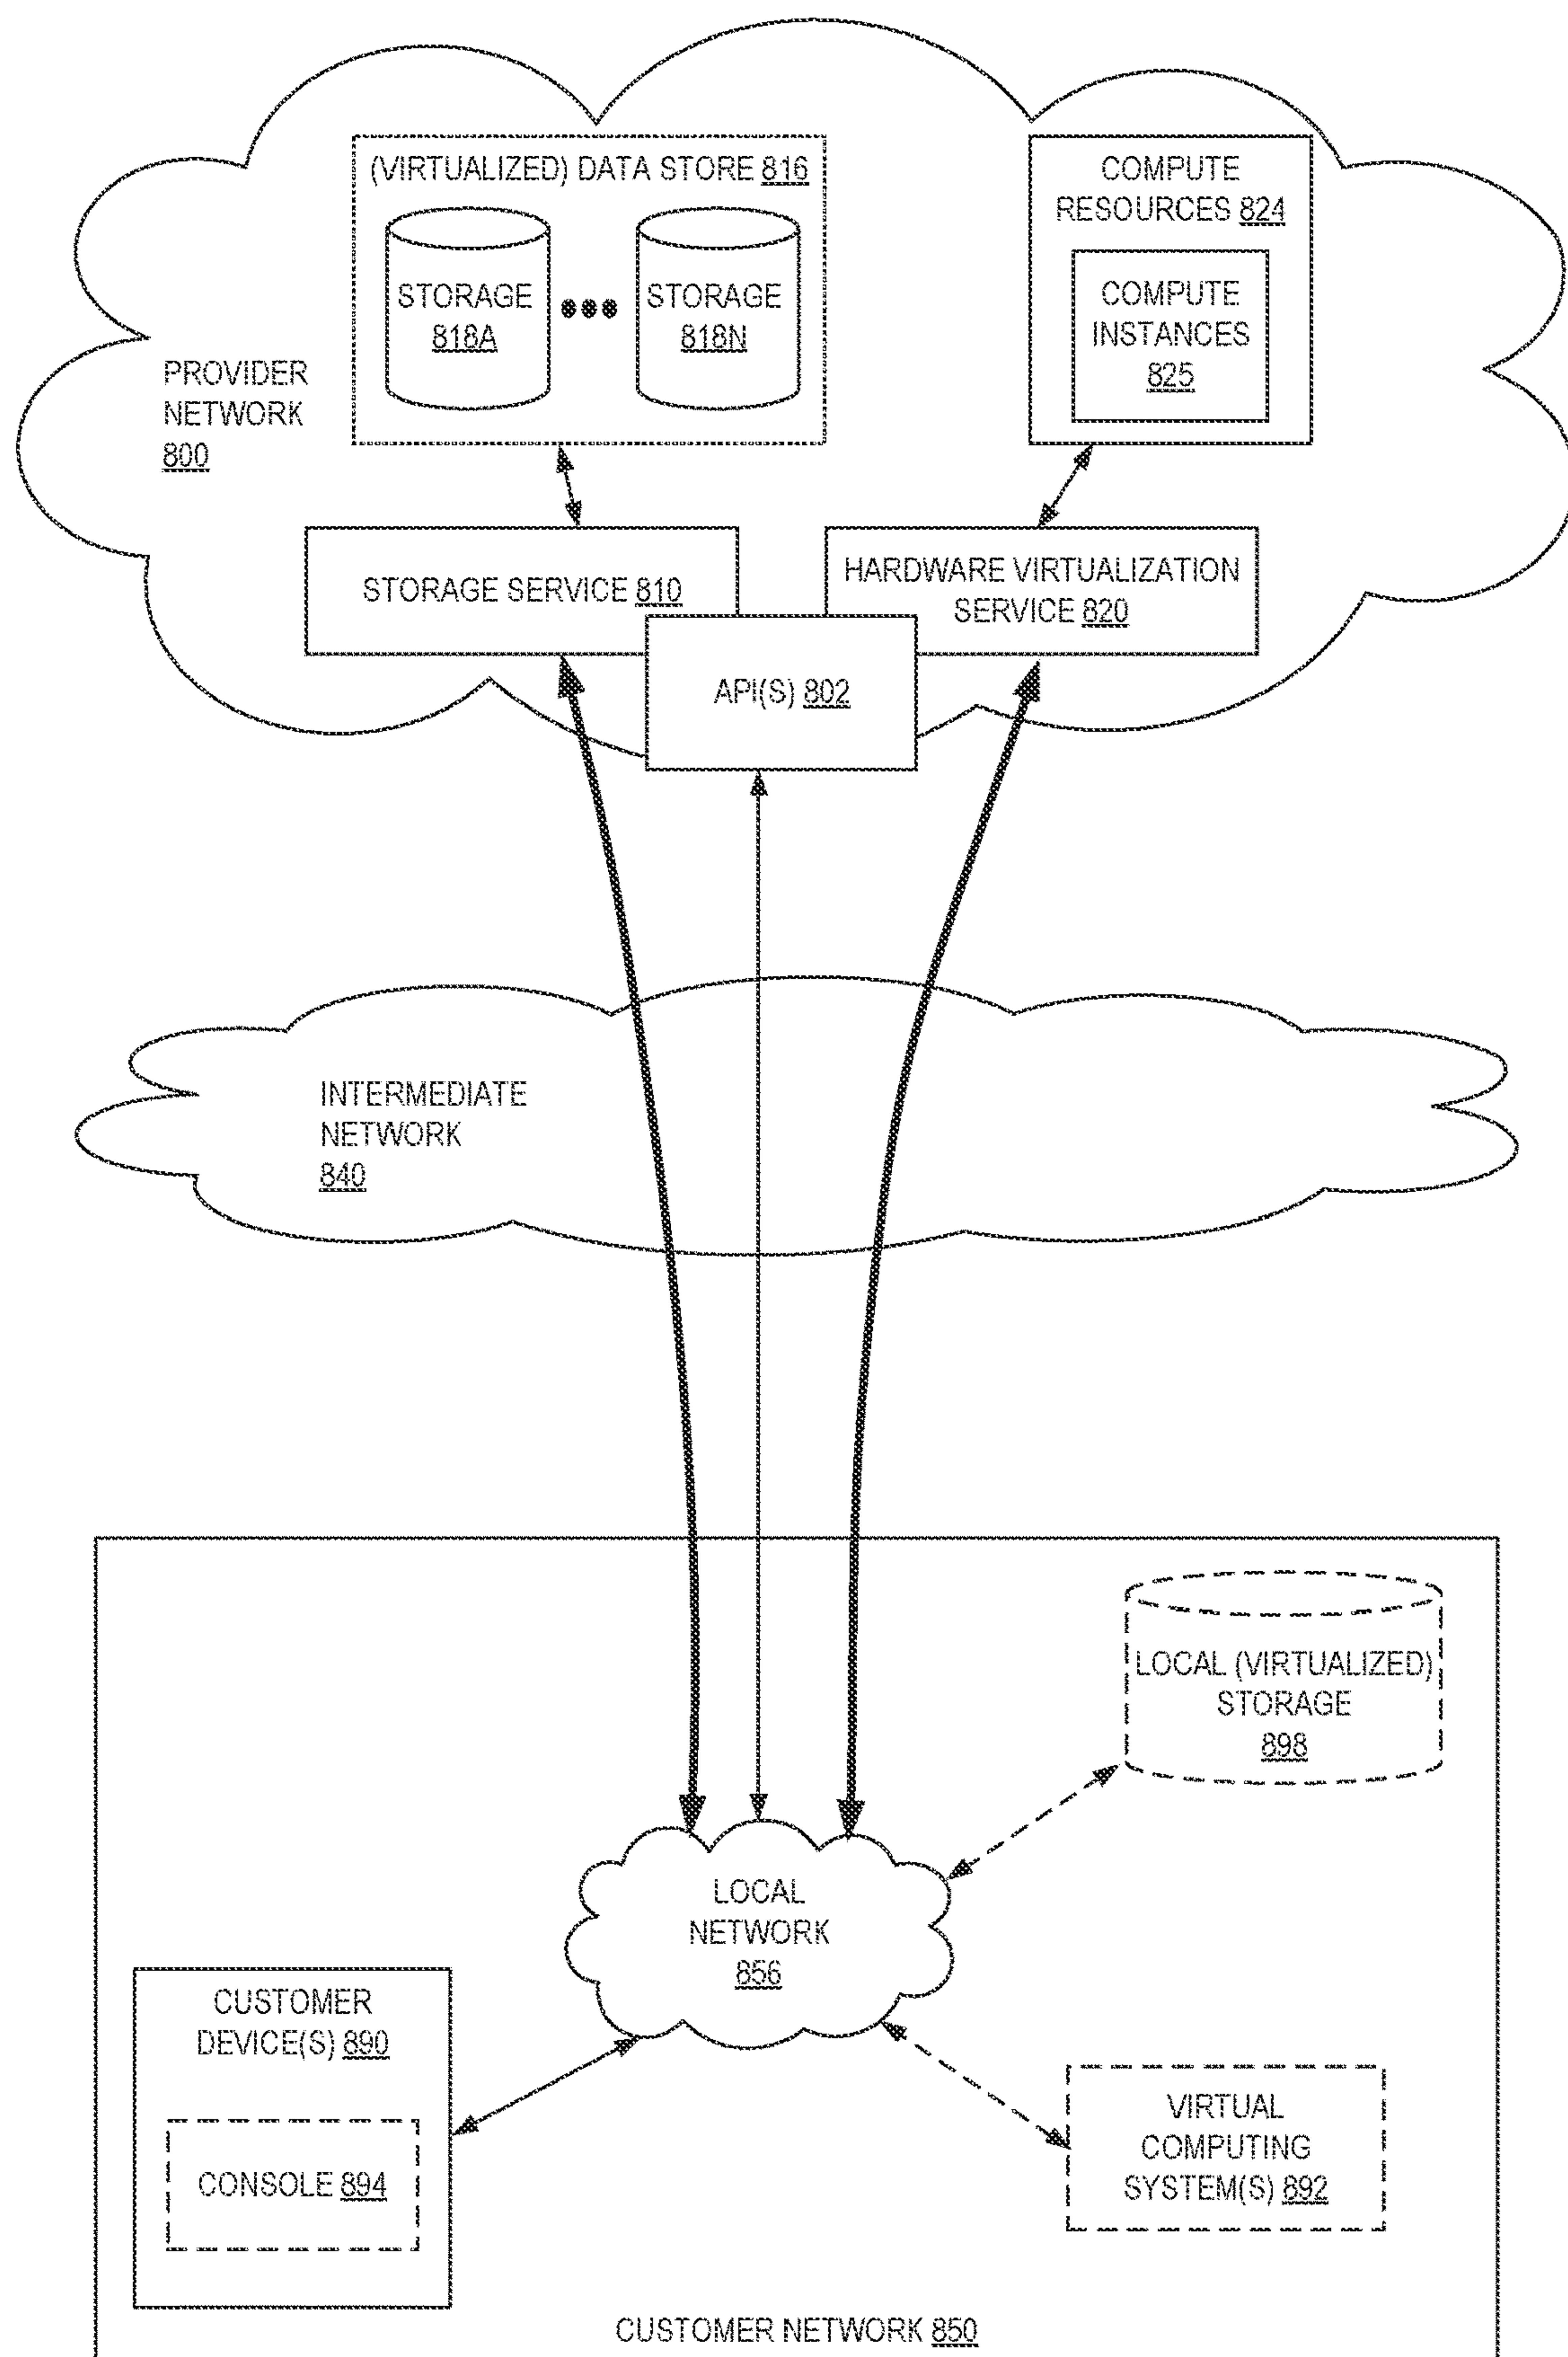 (VIRTUALIZED) DATA STORE 816
STORAGE
818A
STORAGE
818N
COMPUTE
RESOURCES 824
COMPUTE
INSTANCES
825
PROVIDER
NETWORK
800
STORAGE SERVICE 810
HARDWARE VIRTUALIZATION
SERVICE 820
API(S) 802
INTERMEDIATE
NETWORK
840
LOCAL (VIRTUALIZED)
STORAGE
898
LOCAL
NETWORK
856
CUSTOMER
DEVICE(S) 890
CONSOLE 894
VIRTUAL
COMPUTING
SYSTEM(S) 892
CUSTOMER NETWORK 850